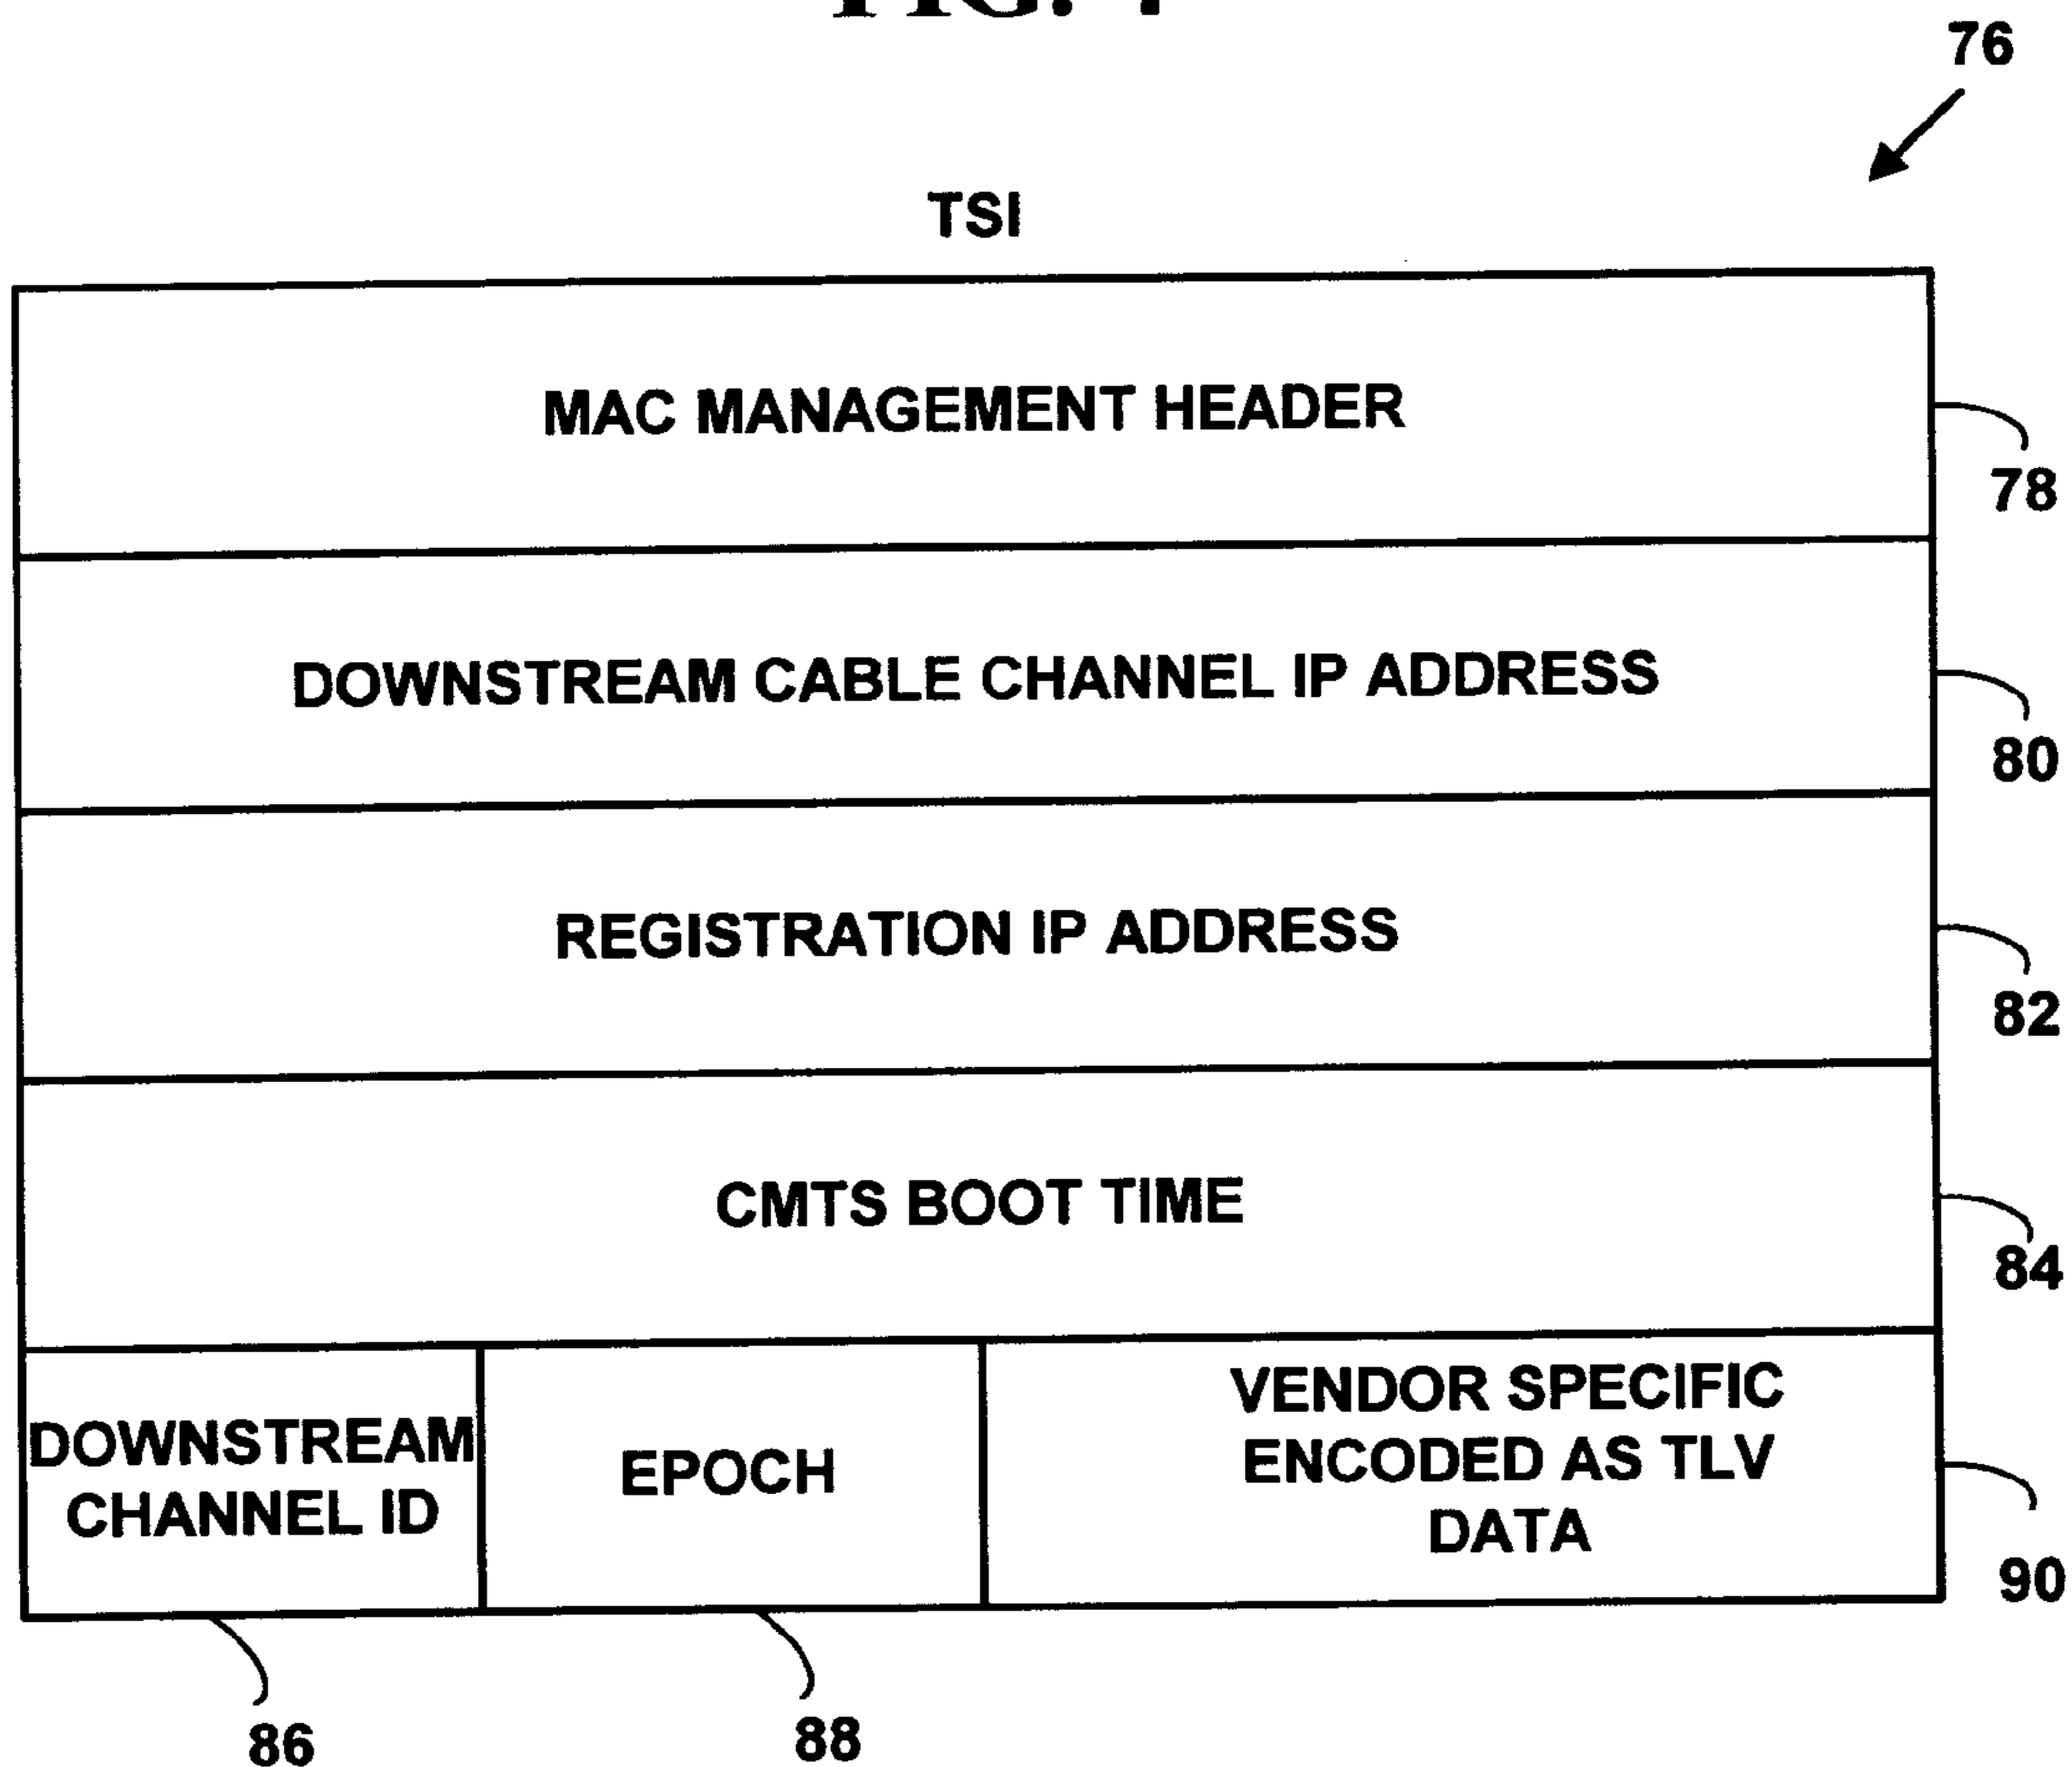 FIG.
76
TSI
MAC MANAGEMENT HEADER
78
DOWNSTREAM CABLE CHANNEL IP ADDRESS
80
REGISTRATION IP ADDRESS
82
CMTS BOOT TIME
84
DOWNSTREAM
CHANNEL ID
EPOCH
VENDOR SPECIFIC
ENCODED AS TLV
DATA
90
86
88